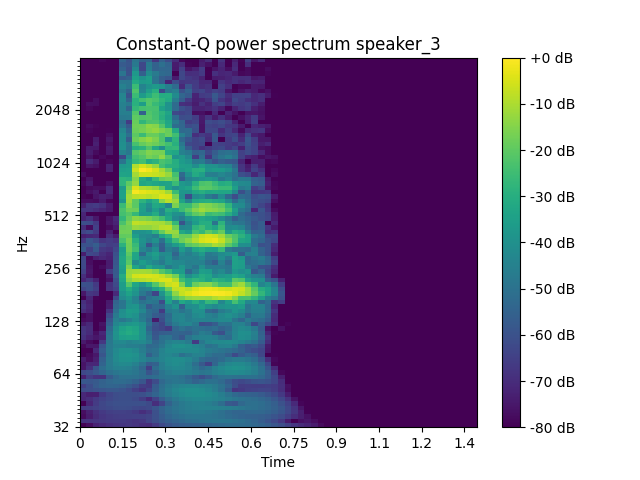 Constant-Q power spectrum speaker_3
Hz
2048
1024
512
256
128
64
32
0 0.15 0.3 0.45 0.6 0.75 0.9 1.1 1.2 1.4
Time
+0 dB
-10 dB
-20 dB
-30 dB
-40 dB
-50 dB
-60 dB
-70 dB
-80 dB